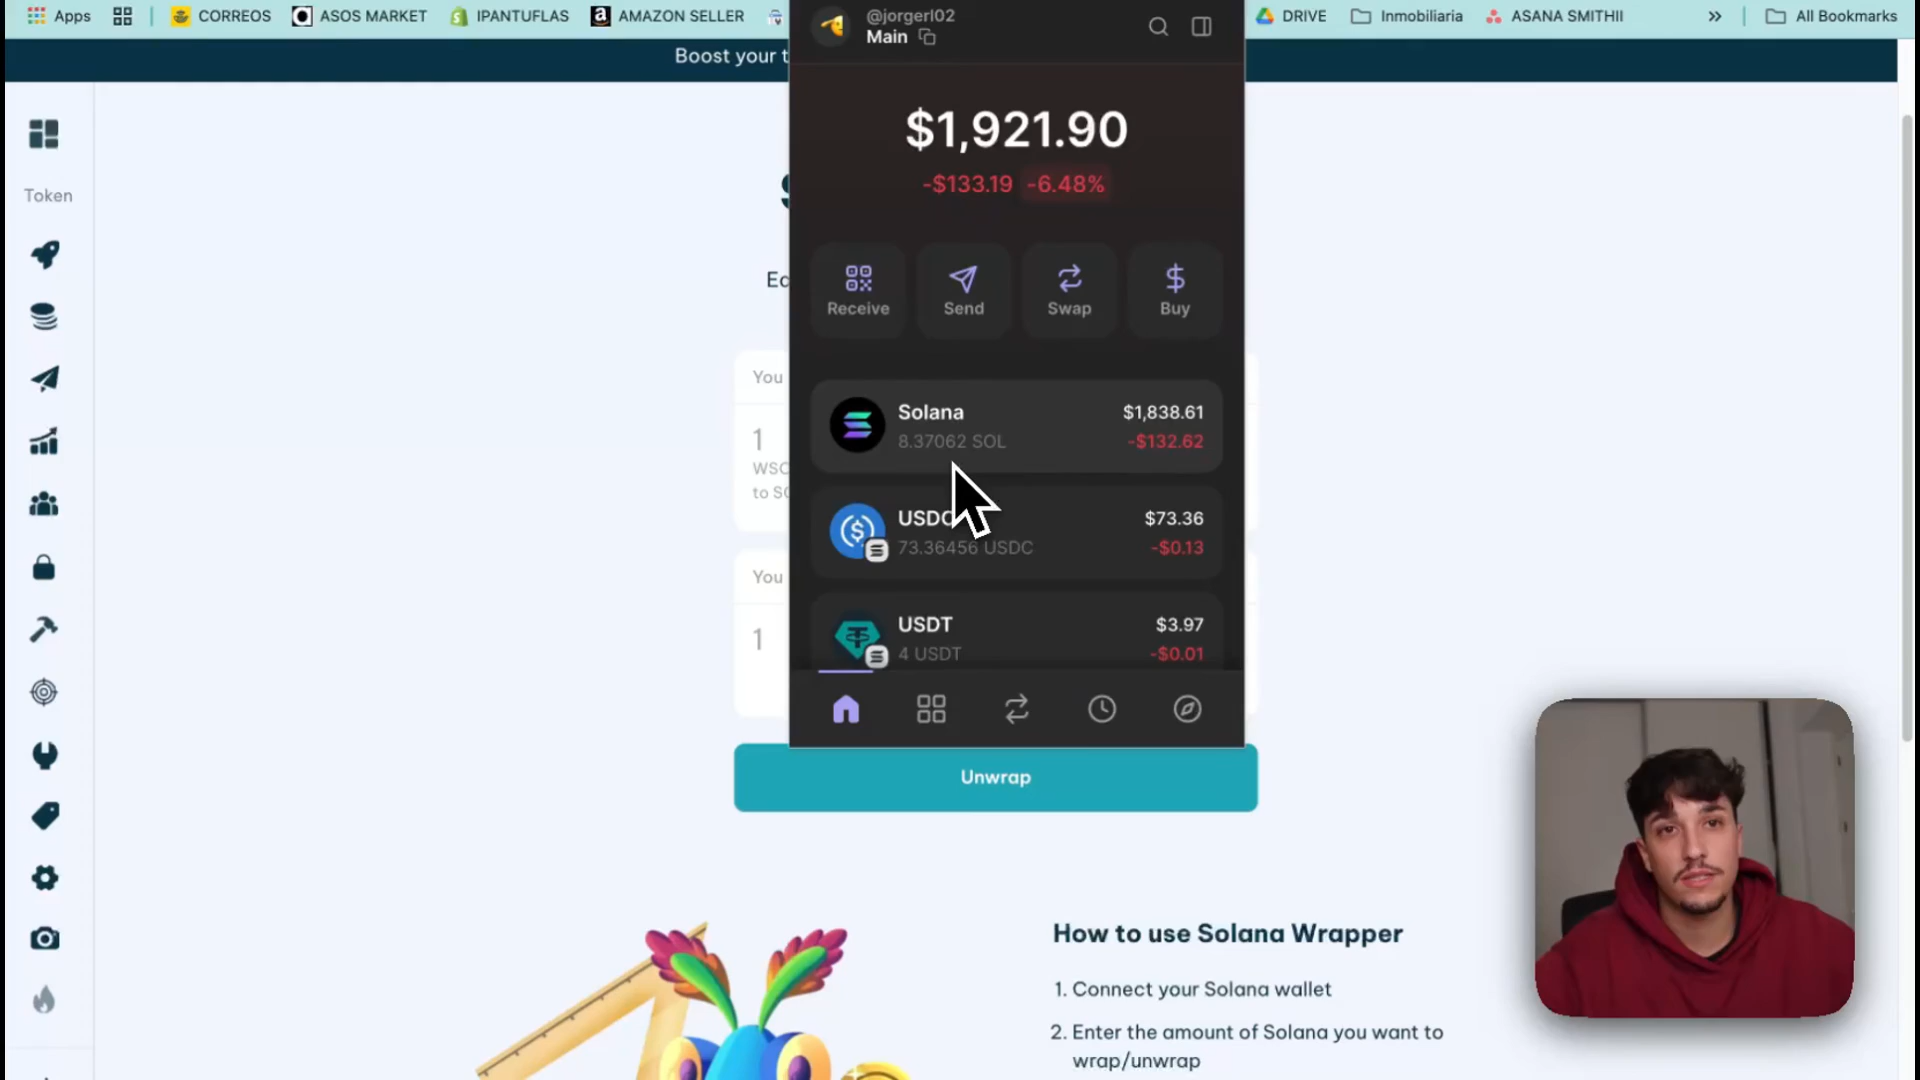 Apps
CORREOS
ASOS MARKET
IPANTUFLAS
AMAZON SELLER
DRIVE
Inmobiliaria
ASANA SMITHII
All Bookmarks
Boost your t
@jorgerl02
Main
$1,921.90
-$133.19 -6.48%
Receive
Send
Swap
Buy
Token
You
1
to
Solana
$1,838.61
8.37062 SOL
-$132.62
USDC
$73.36
73.36456 USDC
-$0.13
You
1
USDT
$3.97
4 USDT
-$0.01
Unwrap
How to use Solana Wrapper
1. Connect your Solana wallet
2. Enter the amount of Solana you want to
wrap/unwrap